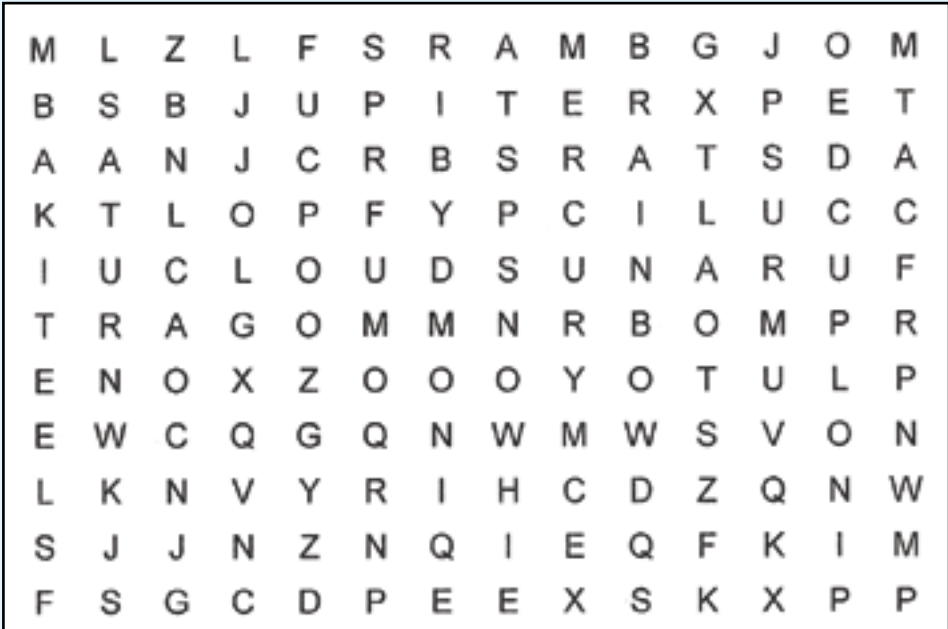 M L Z L F S R A M B G J O M
B S B J U P I T E R X P E T
A A N J C R B S R A T S D A
K T L O P F Y P C I L U C C
I U C L O U D S U N A R U F
T R A G O M M N R B O M P R
E N O X Z O O O Y O T U L P
E W C Q G Q N W M W S V O N
L K N V Y R I H C D Z Q N W
S J J N Z N Q I E Q F K I M
F S G C D P E E X S K X P P